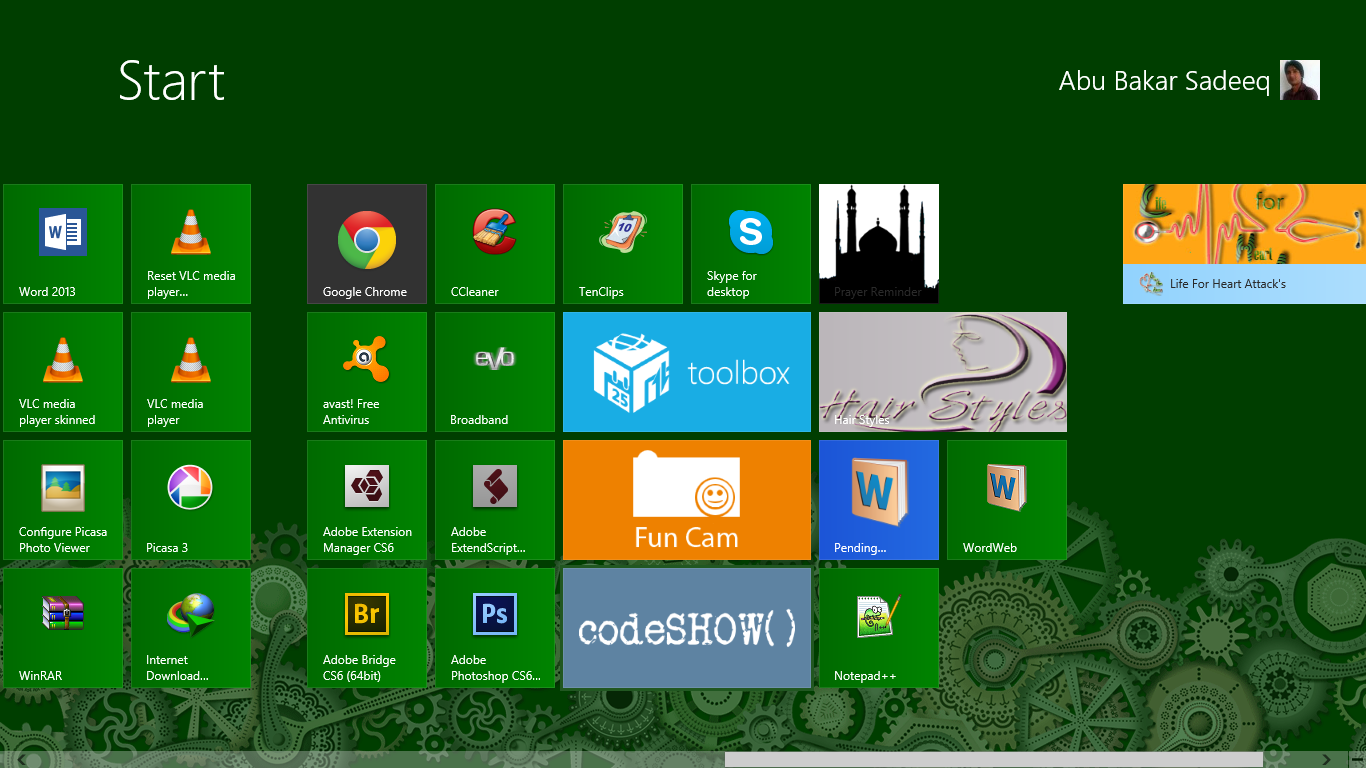 Start
Abu Bakar Sadeeq
Word 2013
Reset VLC media
player...
Google Chrome
CCleaner
10
TenClips
S
Skype for
desktop
Prayer Reminder
Life for
Life For Heart Attack's
VLC media
player skinned
VLC media
player
avast! Free
Antivirus
evo
Broadband
25
toolbox
Hair Styles
Hair Styles
Configure Picasa
Photo Viewer
Picasa 3
Adobe Extension
Manager CS6
Adobe
ExtendScript...
Fun Cam
W
Pending...
W
WordWeb
WinRAR
Internet
Download...
Br
Adobe Bridge
CS6 (64bit)
Ps
Adobe
Photoshop CS6...
codeSHOW()
Notepad++